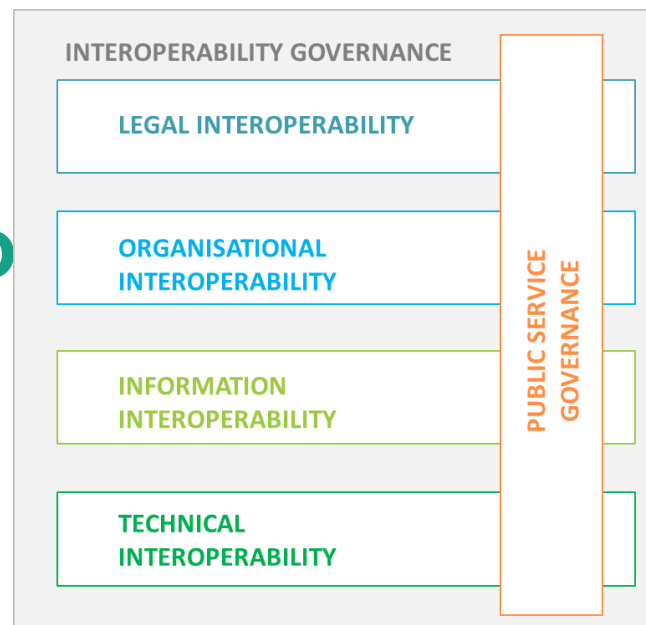 INTEROPERABILITY GOVERNANCE
LEGAL INTEROPERABILITY
ORGANISATIONAL
INTEROPERABILITY
INFORMATION
INTEROPERABILITY
TECHNICAL
INTEROPERABILITY
PUBLIC SERVICE
GOVERNANCE